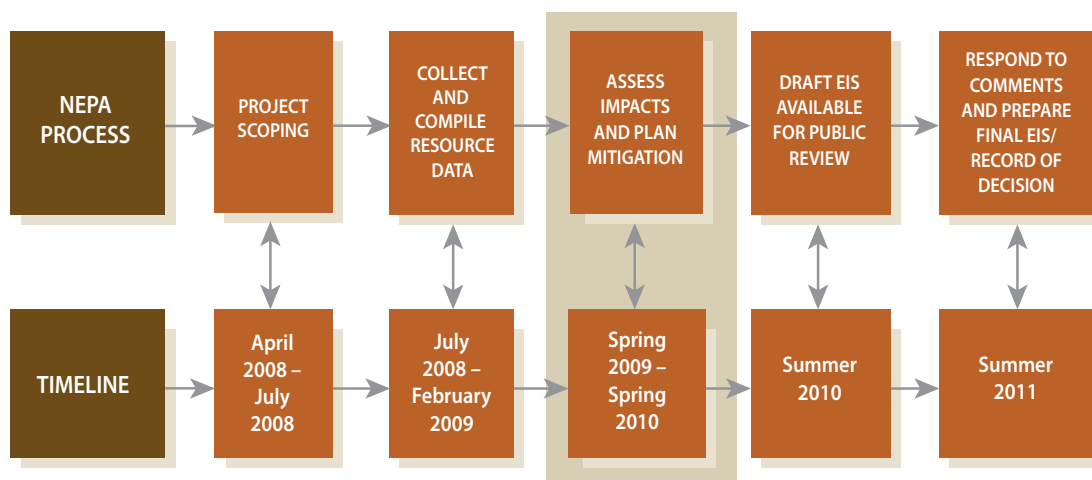 NEPA
PROCESS
PROJECT
SCOPING
COLLECT
AND
COMPILE
RESOURCE
DATA
ASSESS
IMPACTS
AND PLAN
MITIGATION
DRAFT EIS
AVAILABLE
FOR PUBLIC
REVIEW
RESPOND TO
COMMENTS
AND PREPARE
FINAL EIS/
RECORD OF
DECISION
TIMELINE
April
2008 –
July
2008
July
2008 –
February
2009
Spring
2009 –
Spring
2010
Summer
2010
Summer
2011